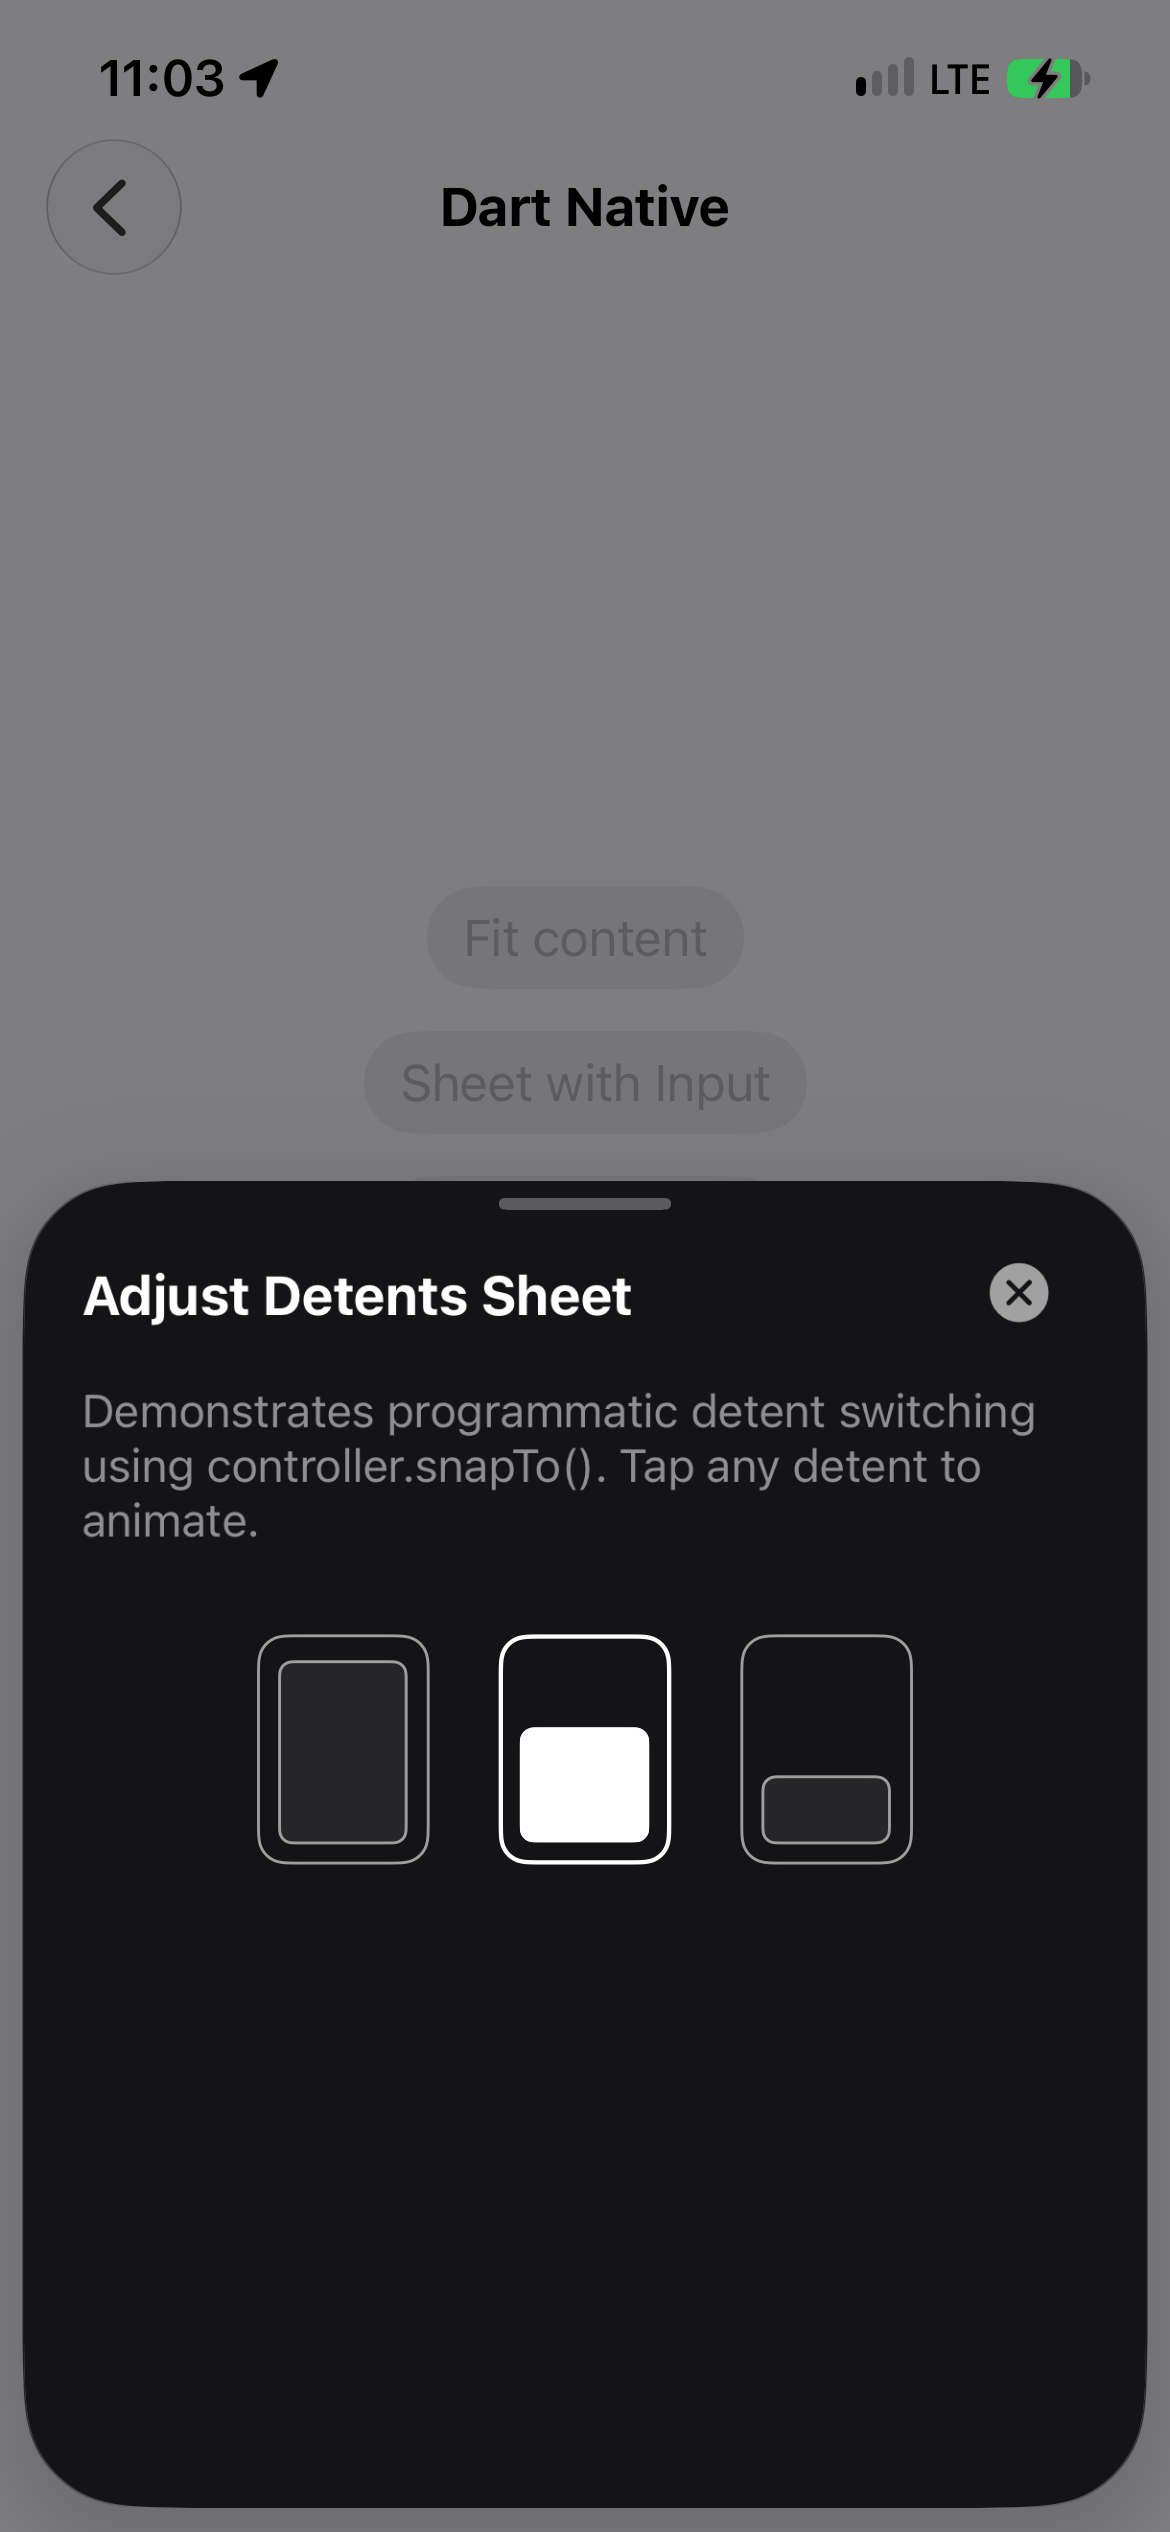 11:03
LTE
Dart Native
Fit content
Sheet with Input
Adjust Detents Sheet
Demonstrates programmatic detent switching
using controller.snapTo(). Tap any detent to
animate.